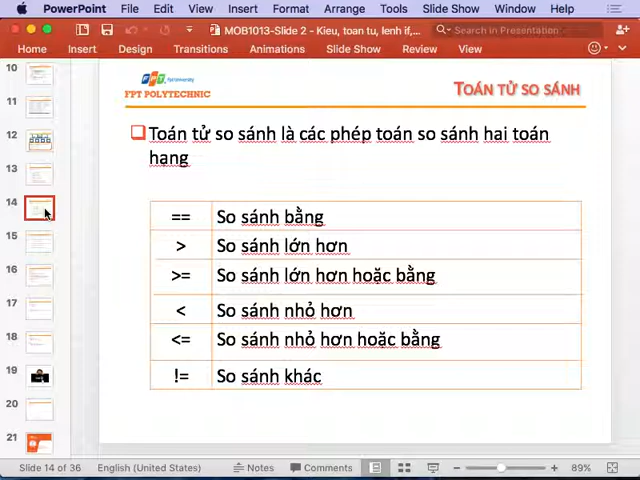 PowerPoint File Edit View Insert Format Arrange Tools Slide Show Window Help
MOB1013-Slide 2 - Kieu, toan tu, lenh if,... Search in Presentation
Home Insert Design Transitions Animations Slide Show Review View
10
11
12
13
14
15
16
17
18
19
20
21
FPT
FPT POLYTECHNIC
TOÁN TỬ SO SÁNH
Toán tử so sánh là các phép toán so sánh hai toán
hạng
== So sánh bằng
> So sánh lớn hơn
>= So sánh lớn hơn hoặc bằng
< So sánh nhỏ hơn
<= So sánh nhỏ hơn hoặc bằng
!= So sánh khác
Slide 14 of 36 English (United States) Notes Comments 89%